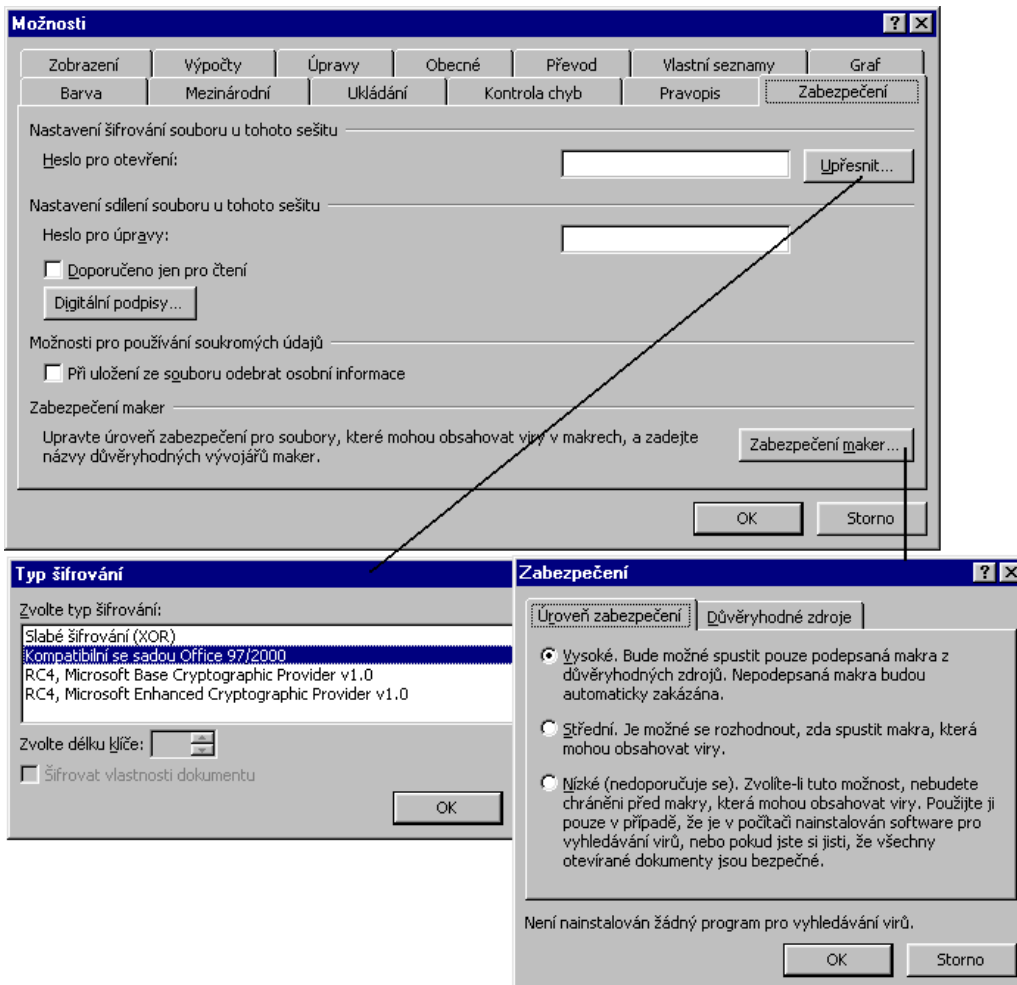 Možnosti
Zobrazení Výpočty Úpravy Obecné Převod Vlastní seznamy Graf
Barva Mezinárodní Ukládání Kontrola chyb Pravopis Zabezpečení
Nastavení šifrování souboru u tohoto sešitu
Heslo pro otevření: Upřesnit...
Nastavení sdílení souboru u tohoto sešitu
Heslo pro úpravy:
Doporučeno jen pro čtení
Digitální podpisy...
Možnosti pro používání soukromých údajů
Při uložení ze souboru odebrat osobní informace
Zabezpečení maker
Upravte úroveň zabezpečení pro soubory, které mohou obsahovat viry v makrech, a zadejte
názvy důvěryhodných vývojářů maker.
Zabezpečení maker...
OK Storno
Typ šifrování
Zvolte typ šifrování:
Slabé šifrování (XOR)
Kompatibilní se sadou Office 97/2000
RC4, Microsoft Base Cryptographic Provider v1.0
RC4, Microsoft Enhanced Cryptographic Provider v1.0
Zvolte délku klíče:
Šifrovat vlastnosti dokumentu
OK
Zabezpečení
Úroveň zabezpečení Důvěryhodné zdroje
Vysoké. Bude možné spustit pouze podepsaná makra z
důvěryhodných zdrojů. Nepodepsaná makra budou
automaticky zakázána.
Střední. Je možné se rozhodnout, zda spustit makra, která
mohou obsahovat viry.
Nízké (nedoporučuje se). Zvolíte-li tuto možnost, nebudete
chráněni před makry, která mohou obsahovat viry. Použijte ji
pouze v případě, že je v počítači nainstalován software pro
vyhledávání virů, nebo pokud jste si jisti, že všechny
otevírané dokumenty jsou bezpečné.
Není nainstalován žádný program pro vyhledávání virů.
OK Storno